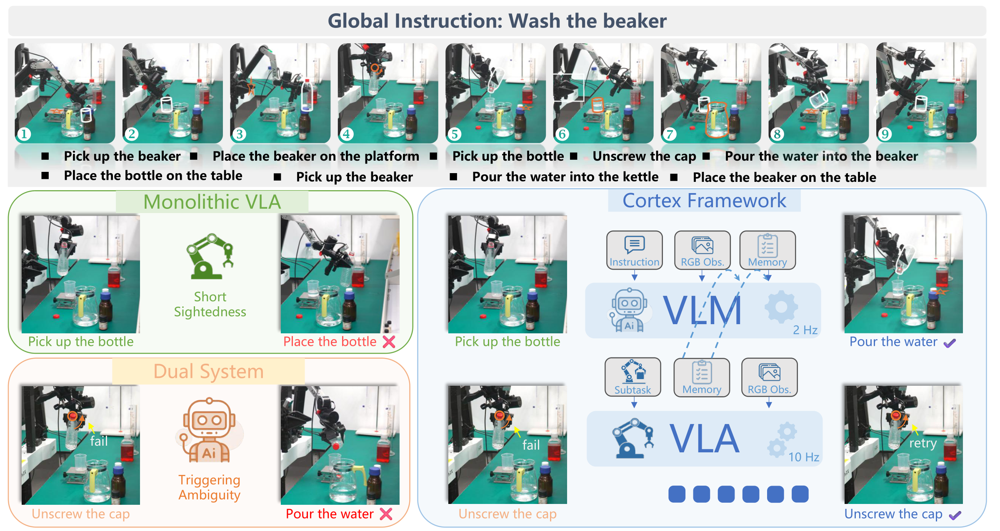 Global Instruction: Wash the beaker
1 2 3 4 5 6 7 8 9
■ Pick up the beaker ■ Place the beaker on the platform ■ Pick up the bottle ■ Unscrew the cap ■ Pour the water into the beaker
■ Place the bottle on the table ■ Pick up the beaker ■ Pour the water into the kettle ■ Place the beaker on the table
Monolithic VLA
Short
Sightedness
Pick up the bottle
Place the bottle
Dual System
fail
Ai
Triggering
Ambiguity
Unscrew the cap
Pour the water
Cortex Framework
Instruction
RGB Obs.
Memory
Ai
VLM
2 Hz
Pick up the bottle
Pour the water
Subtask
Memory
RGB Obs.
VLA
10 Hz
fail
retry
Unscrew the cap
Unscrew the cap